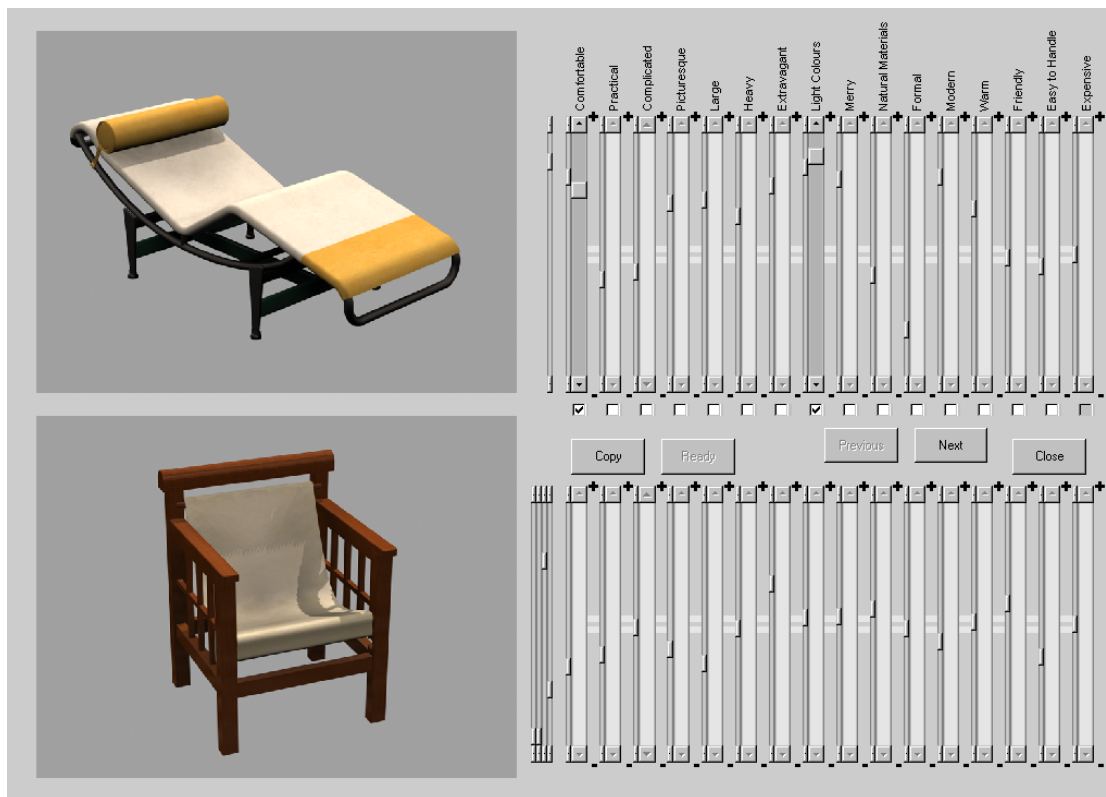 Comfortable
Practical
Complicated
Picturesque
Large
Heavy
Extravagant
Light Colours
Merry
Natural Materials
Formal
Modern
Warm
Friendly
Easy to Handle
Expensive
Copy
Ready
Previous
Next
Close